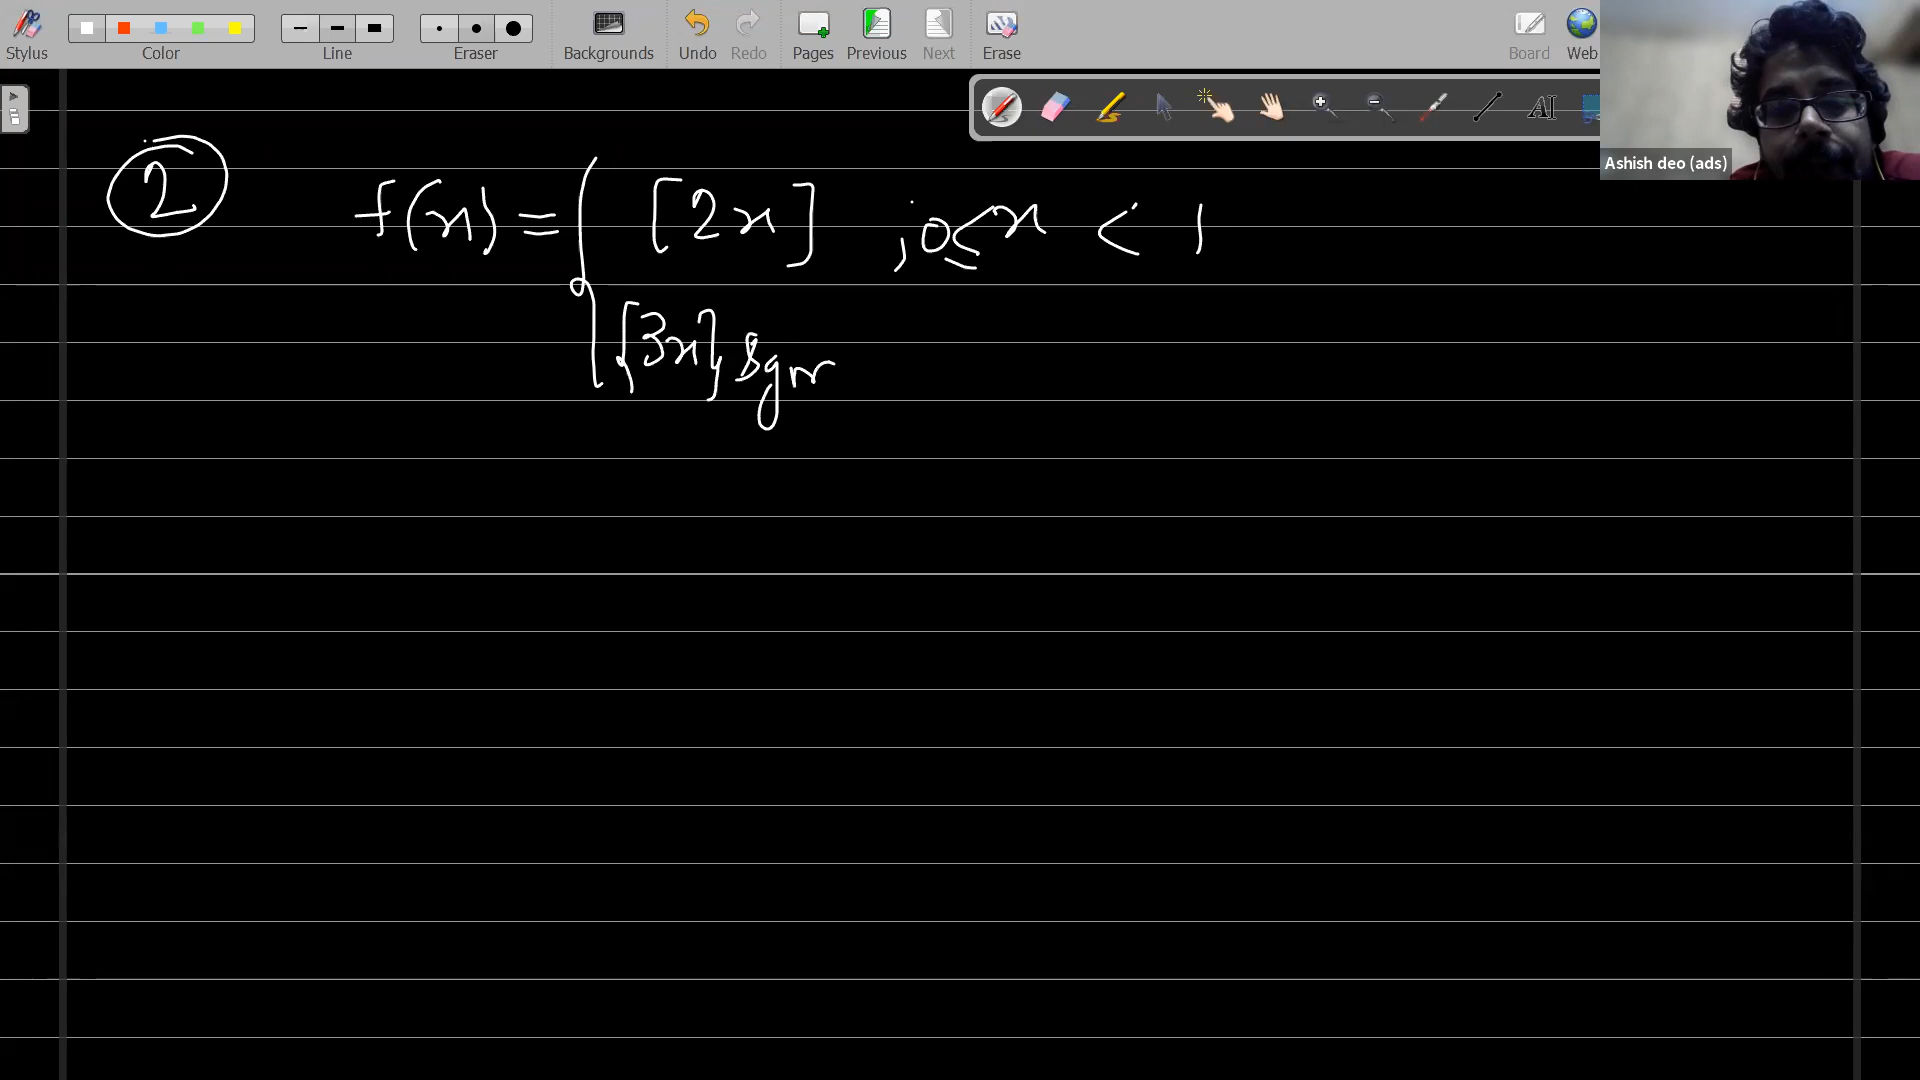 Stylus Color Line Eraser Backgrounds Undo Redo Pages Previous Next Erase Board Web
Ashish deo (ads)
② f(x) = { [2x] ; 0 ≤ x < 1
{3x} sgn